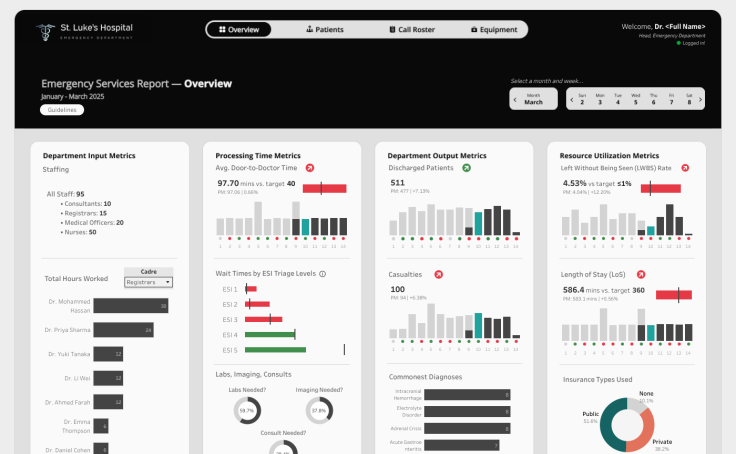 St. Luke's Hospital
EMERGENCY DEPARTMENT
Overview
Patients
Call Roster
Equipment
Welcome, Dr. <Full Name>
Head, Emergency Department
Logged in!
Emergency Services Report — Overview
January - March 2025
Guidelines
Select a month and week...
Month
March
Sun Mon Tue Wed Thu Fri Sat
2 3 4 5 6 7 8
Department Input Metrics
Staffing
All Staff: 95
• Consultants: 10
• Registrars: 15
• Medical Officers: 20
• Nurses: 50
Total Hours Worked
Cadre
Registrars
Dr. Mohammed
Hassan
Dr. Priya Sharma
24
Dr. Yuki Tanaka
12
Dr. Li Wei
12
Dr. Ahmed Farah
12
Dr. Emma
Thompson
6
Dr. Daniel Cohen
Processing Time Metrics
Avg. Door-to-Doctor Time
97.70 mins vs. target 40
PM: 97.06 | 0.66%
1 2 3 4 5 6 7 8 9 10 11 12 13 14
Wait Times by ESI Triage Levels
ESI 1
ESI 2
ESI 3
ESI 4
ESI 5
Labs, Imaging, Consults
Labs Needed?
59.7%
Imaging Needed?
37.8%
Consult Needed?
Department Output Metrics
Discharged Patients
511
PM: 477 | +7.13%
1 2 3 4 5 6 7 8 9 10 11 12 13 14
Casualties
100
PM: 94 | +6.38%
1 2 3 4 5 6 7 8 9 10 11 12 13 14
Commonest Diagnoses
Intracranial
Hemorrhage
Electrolyte
Disorder
Adrenal Crisis
Acute Gastroe
nteritis
Resource Utilization Metrics
Left Without Being Seen (LWBS) Rate
4.53% vs target ≤1%
PM: 4.04% | +12.20%
1 2 3 4 5 6 7 8 9 10 11 12 13 14
Length of Stay (LoS)
586.4 mins vs. target 360
PM: 583.1 mins | +0.56%
1 2 3 4 5 6 7 8 9 10 11 12 13 14
Insurance Types Used
None
10.1%
Public
51.8%
Private
38.2%